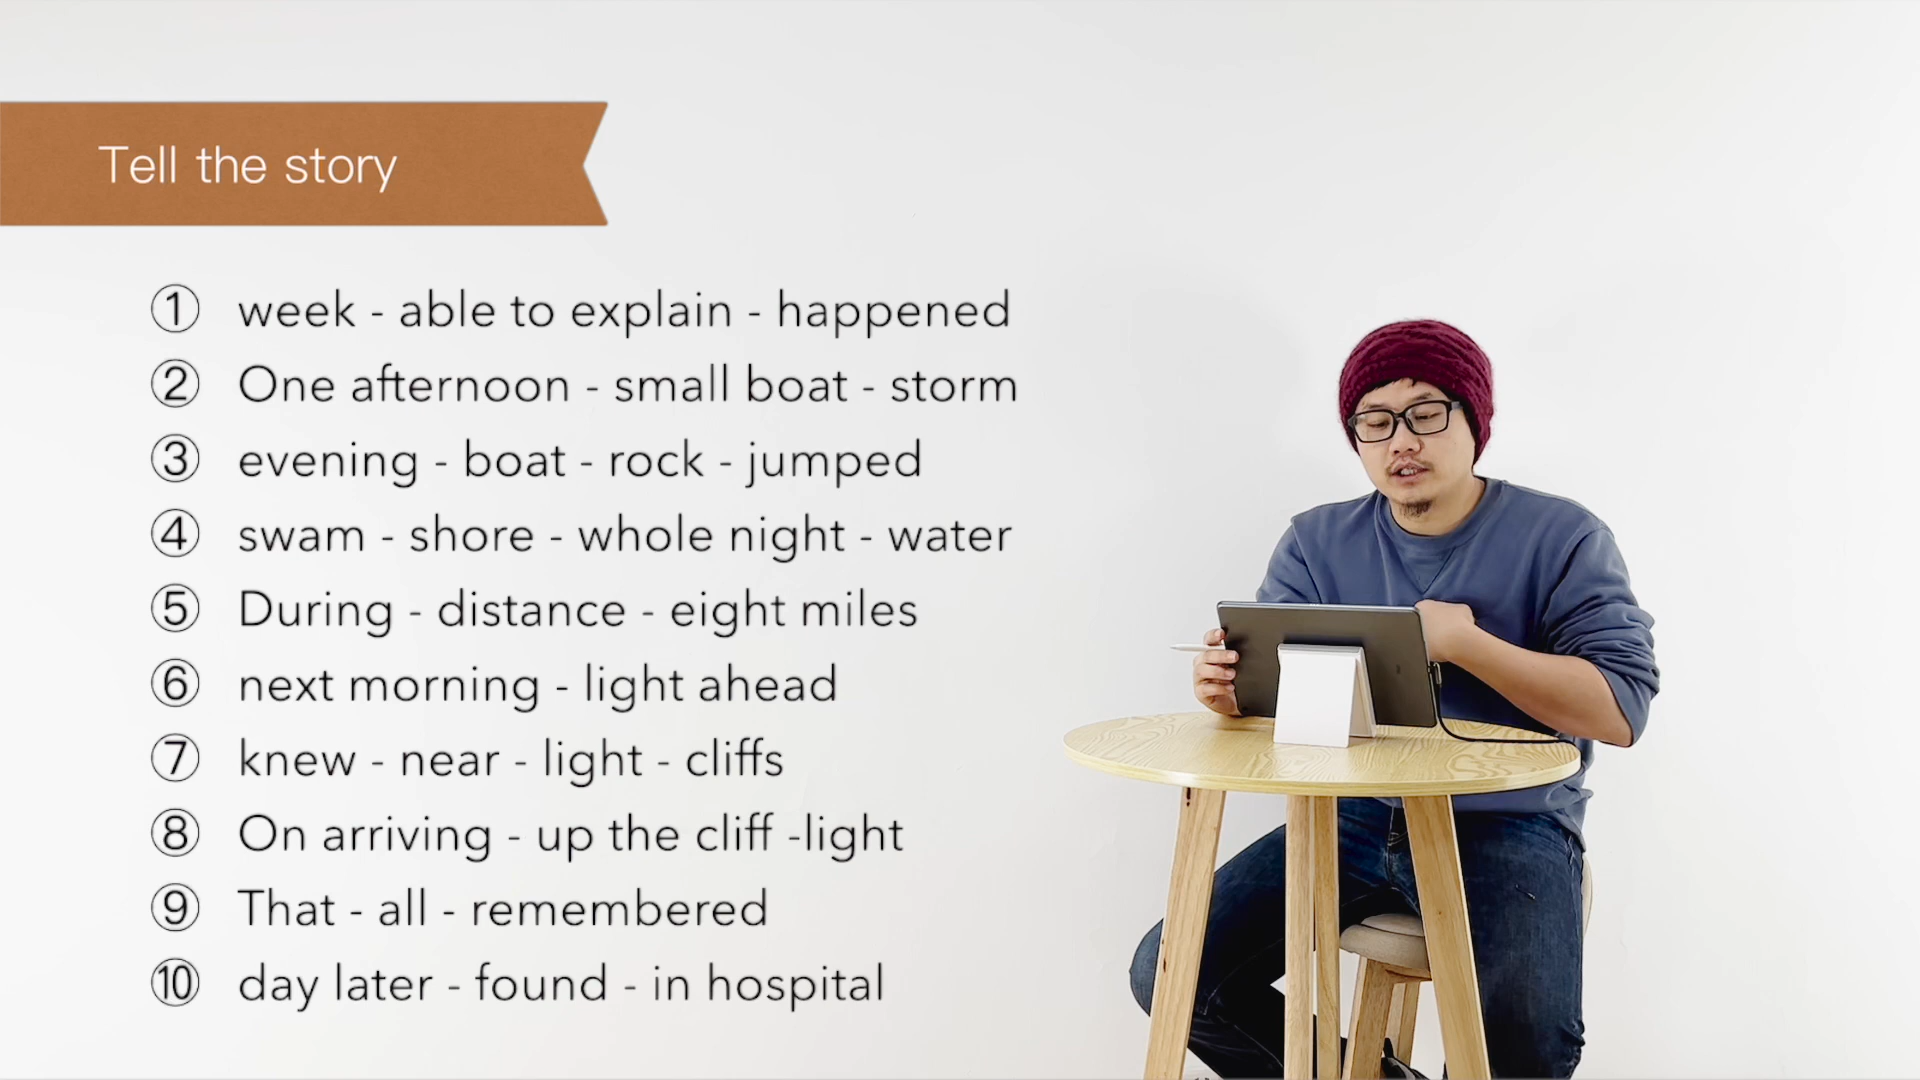 Tell the story
① week - able to explain - happened
② One afternoon - small boat - storm
③ evening - boat - rock - jumped
④ swam - shore - whole night - water
⑤ During - distance - eight miles
⑥ next morning - light ahead
⑦ knew - near - light - cliffs
⑧ On arriving - up the cliff -light
⑨ That - all - remembered
⑩ day later - found - in hospital